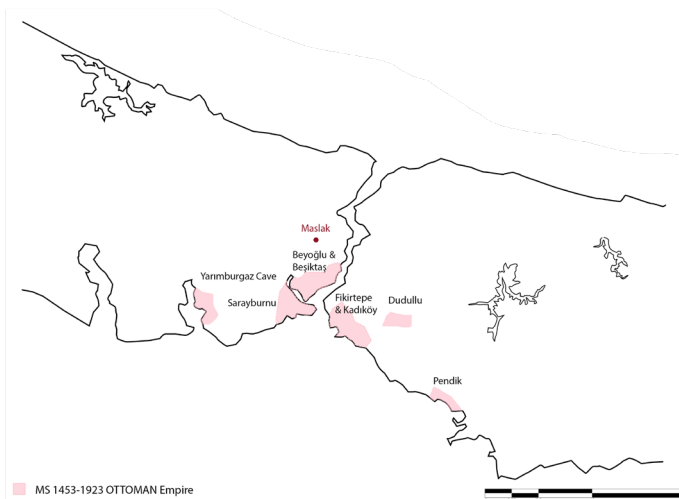 Maslak
Beyoğlu &
Beşiktaş
Yarımburgaz Cave
Sarayburnu
Fikirtepe
& Kadıköy
Dudullu
Pendik
MS 1453-1923 OTTOMAN Empire